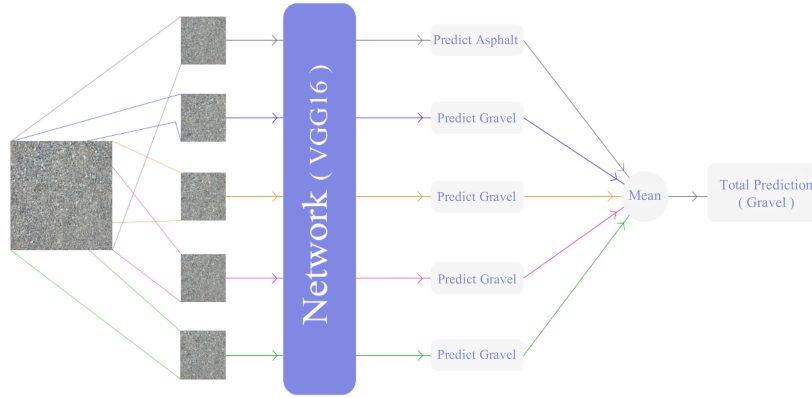 Predict Asphalt
Predict Gravel
Predict Gravel
Predict Gravel
Predict Gravel
Network ( VGG16 )
Mean
Total Prediction
( Gravel )